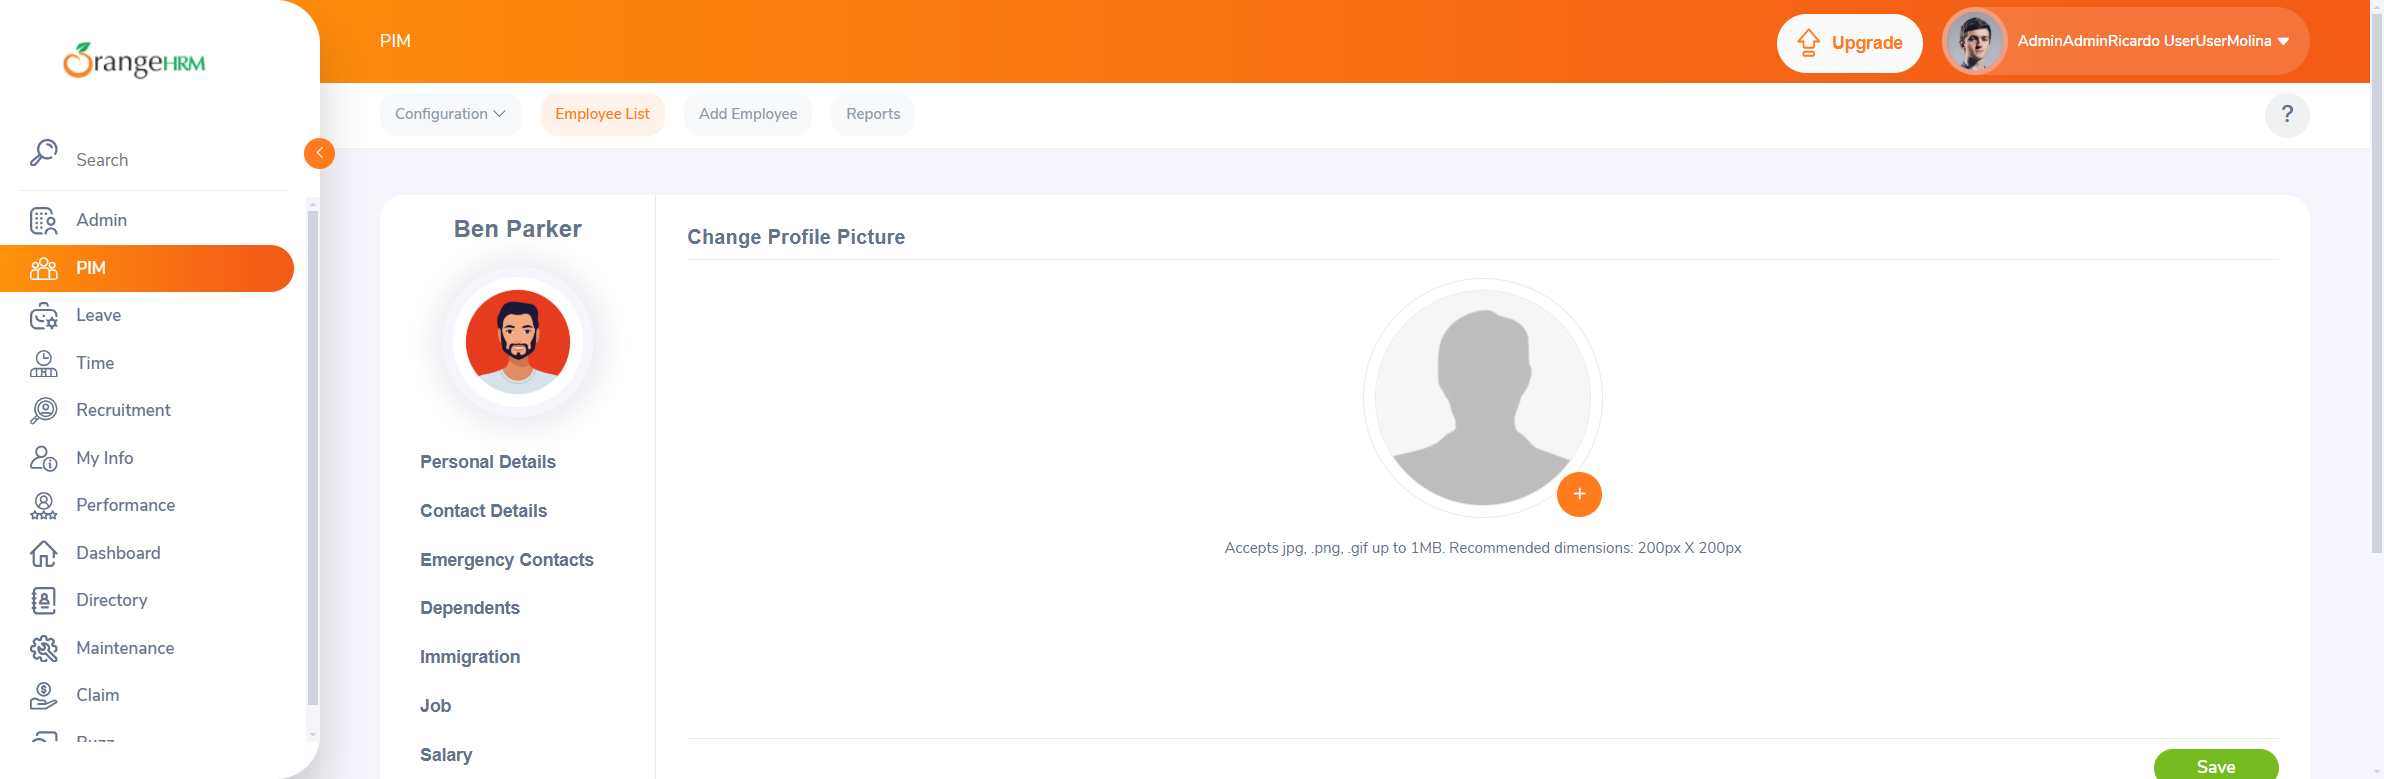 OrangeHRM
PIM
Upgrade
AdminAdminRicardo UserUserMolina
Configuration
Employee List
Add Employee
Reports
?
Search
Admin
PIM
Leave
Time
Recruitment
My Info
Performance
Dashboard
Directory
Maintenance
Claim
Buzz
Ben Parker
Personal Details
Contact Details
Emergency Contacts
Dependents
Immigration
Job
Salary
Change Profile Picture
+
Accepts jpg, .png, .gif up to 1MB. Recommended dimensions: 200px X 200px
Save